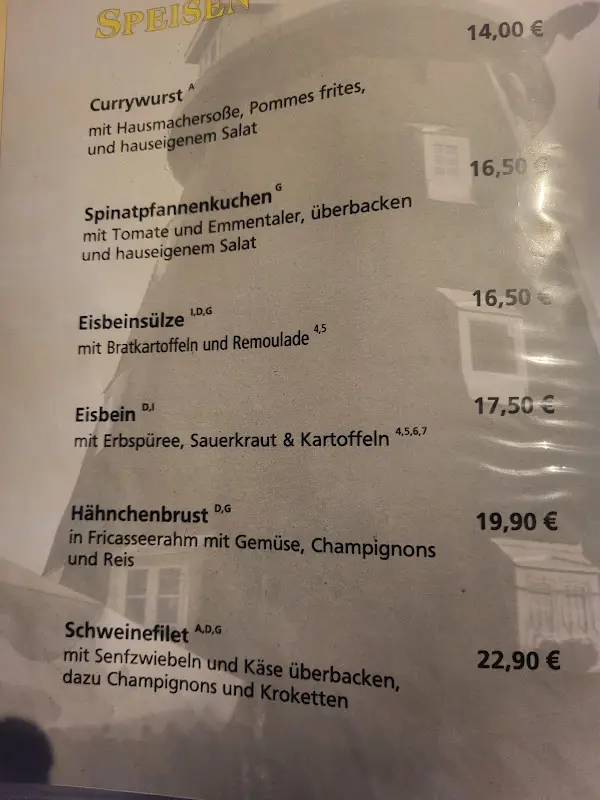 SPEISEN
Currywurst A 14,00 €
mit Hausmachersoße, Pommes frites,
und hauseigenem Salat
Spinatpfannenkuchen G 16,50 €
mit Tomate und Emmentaler, überbacken
und hauseigenem Salat
Eisbeinsülze I,D,G 16,50 €
mit Bratkartoffeln und Remoulade 4,5
Eisbein D,I 17,50 €
mit Erbspüree, Sauerkraut & Kartoffeln 4,5,6,7
Hähnchenbrust D,G 19,90 €
in Fricasseerahm mit Gemüse, Champignons
und Reis
Schweinefilet A,D,G 22,90 €
mit Senfzwiebeln und Käse überbacken,
dazu Champignons und Kroketten